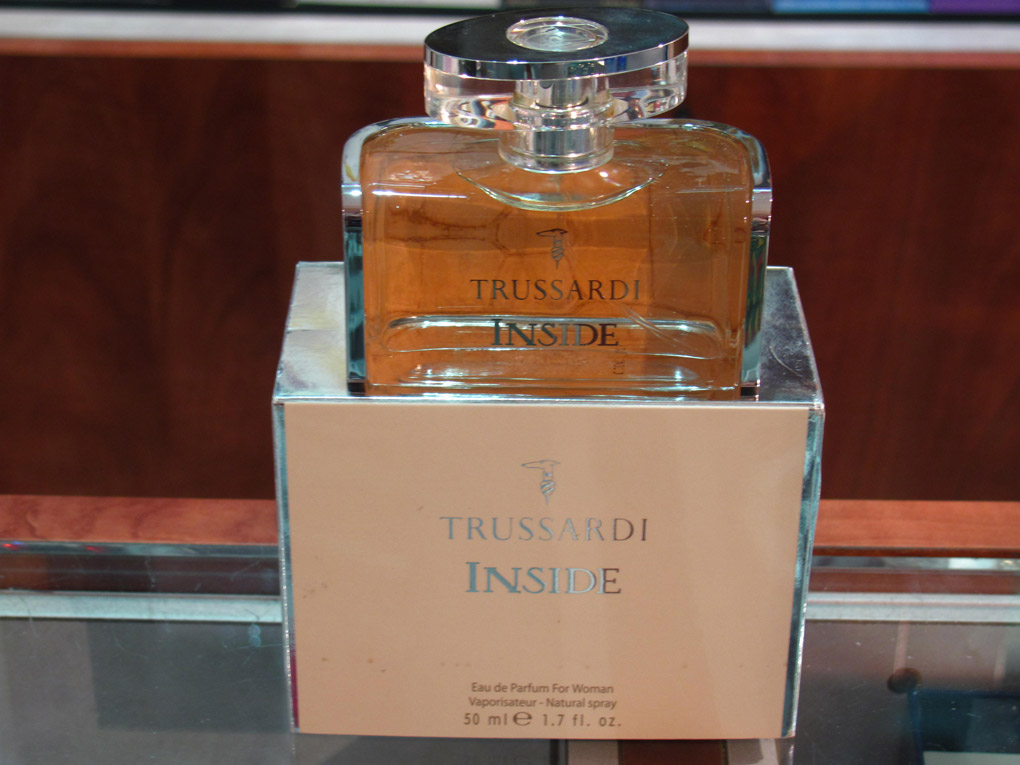 TRUSSARDI
INSIDE
TRUSSARDI
INSIDE
Eau de Parfum For Woman
Vaporisateur - Natural spray
50 ml ℮ 1.7 fl. oz.